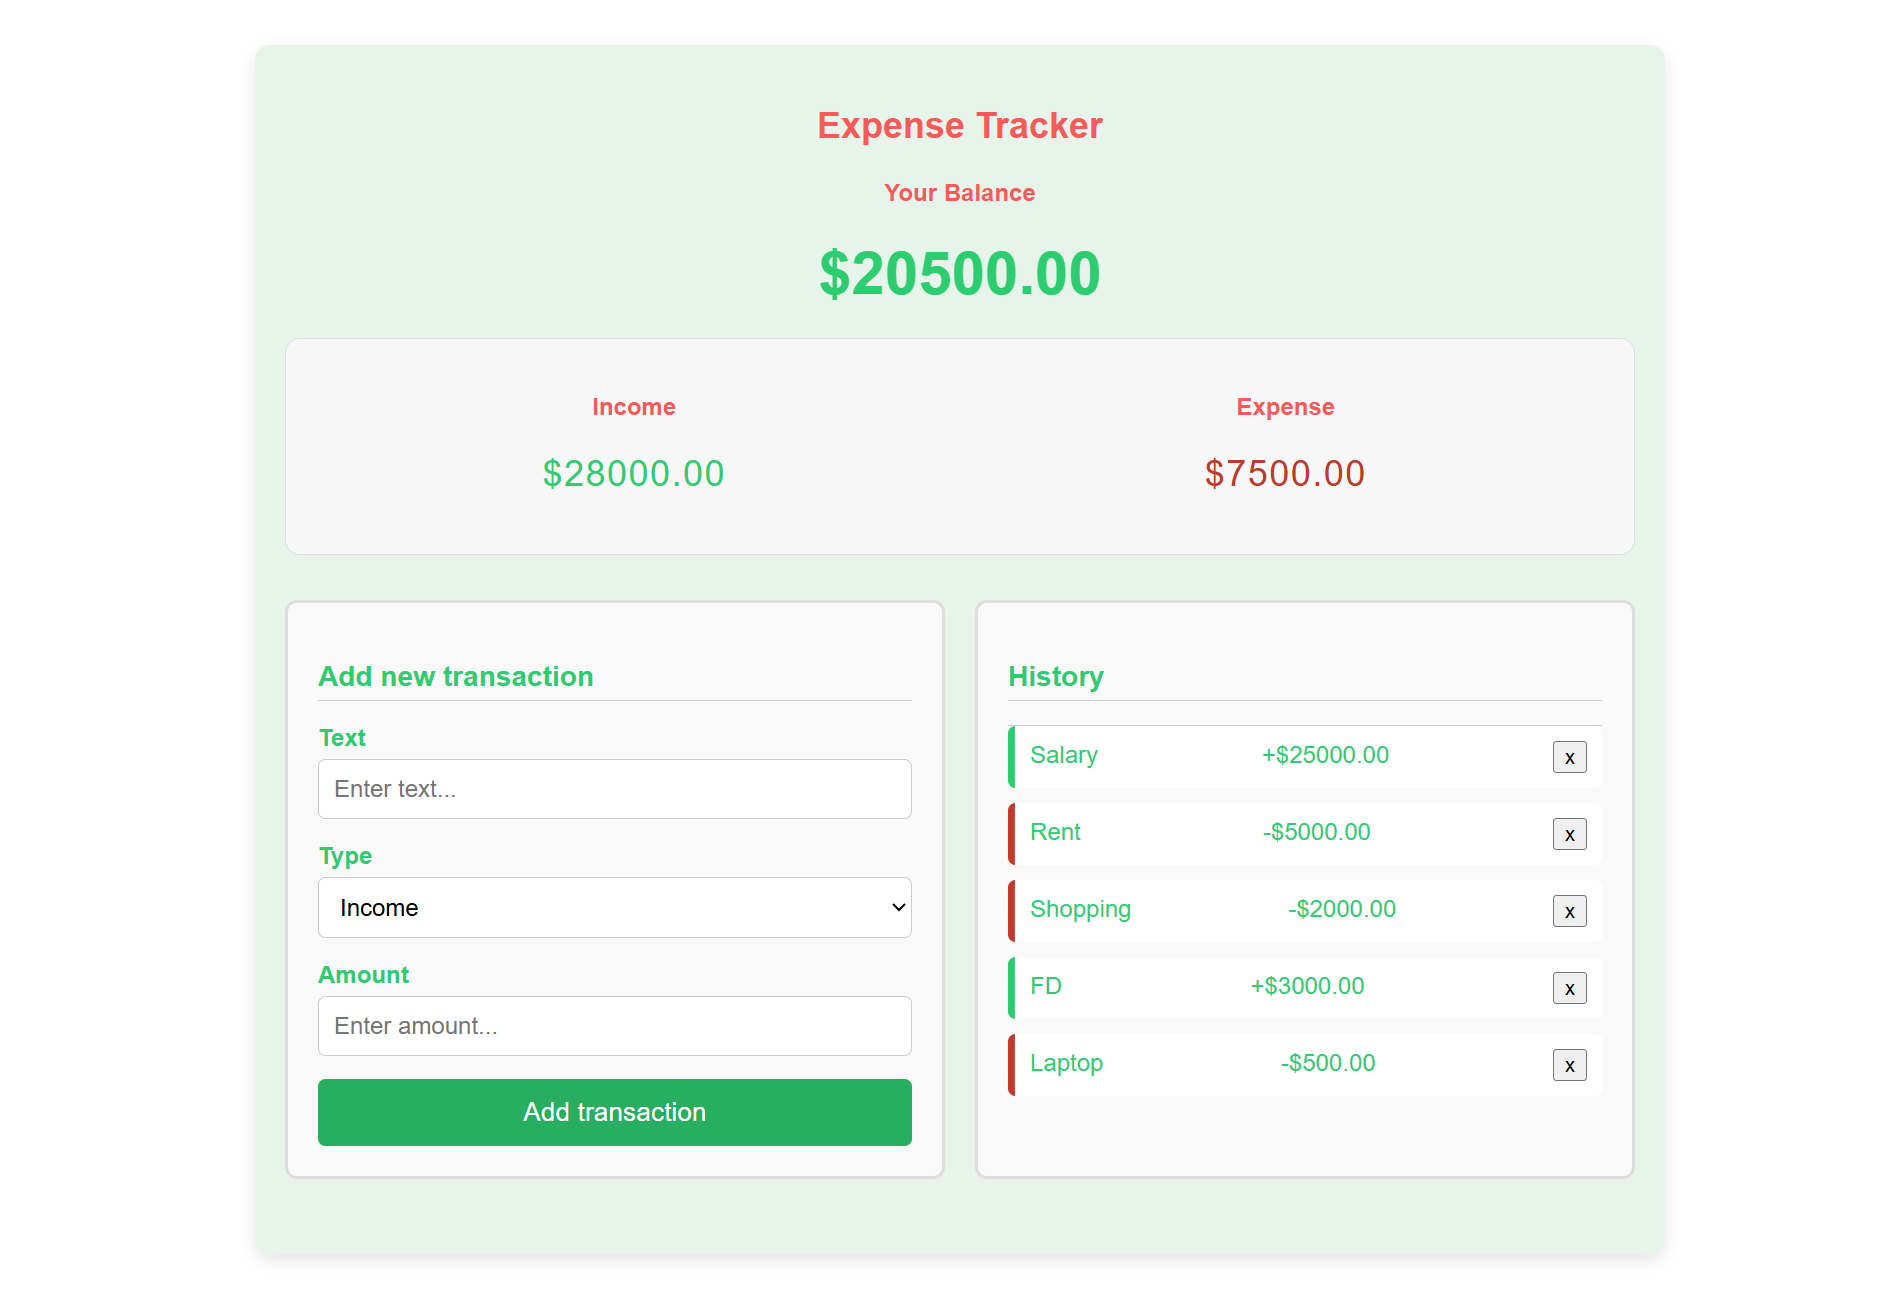 Expense Tracker
Your Balance
$20500.00
Income
$28000.00
Expense
$7500.00
Add new transaction
Text
Enter text...
Type
Income
Amount
Enter amount...
Add transaction
History
Salary +$25000.00 x
Rent -$5000.00 x
Shopping -$2000.00 x
FD +$3000.00 x
Laptop -$500.00 x